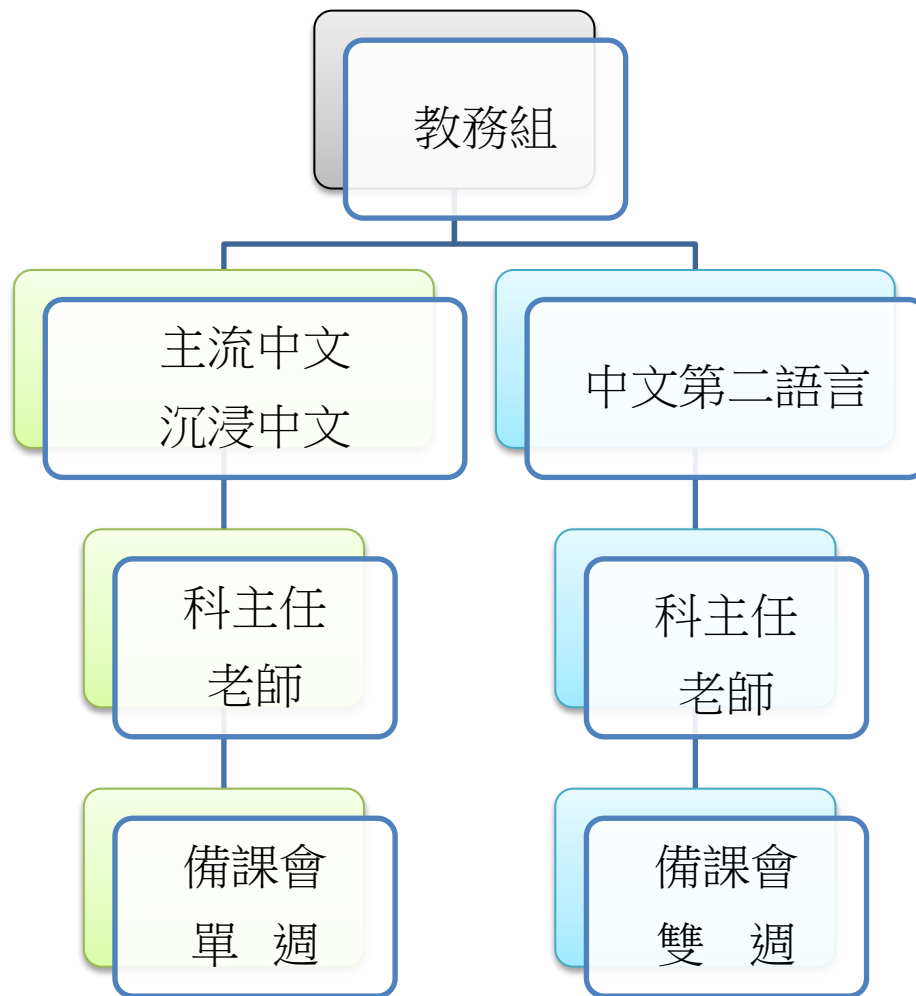 教務組
主流中文
沉浸中文
中文第二語言
科主任
老師
科主任
老師
備課會
單 週
備課會
雙 週